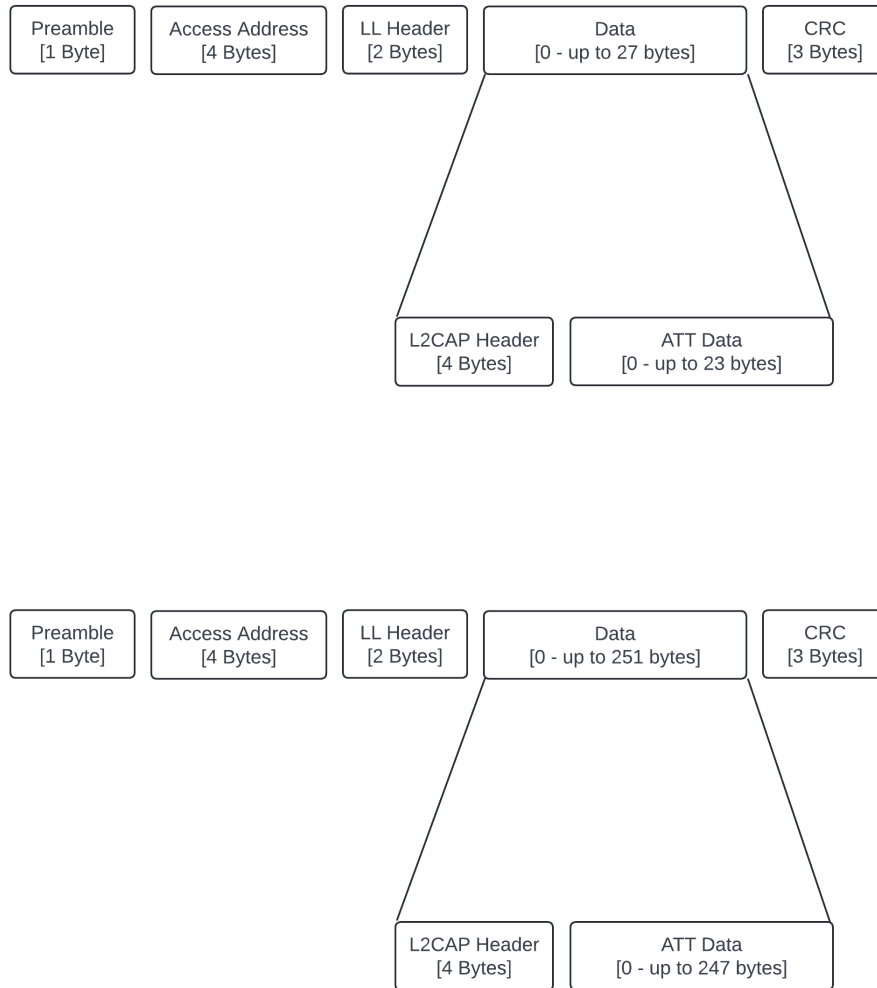 Preamble
[1 Byte]
Access Address
[4 Bytes]
LL Header
[2 Bytes]
Data
[0 - up to 27 bytes]
CRC
[3 Bytes]
L2CAP Header
[4 Bytes]
ATT Data
[0 - up to 23 bytes]
Preamble
[1 Byte]
Access Address
[4 Bytes]
LL Header
[2 Bytes]
Data
[0 - up to 251 bytes]
CRC
[3 Bytes]
L2CAP Header
[4 Bytes]
ATT Data
[0 - up to 247 bytes]